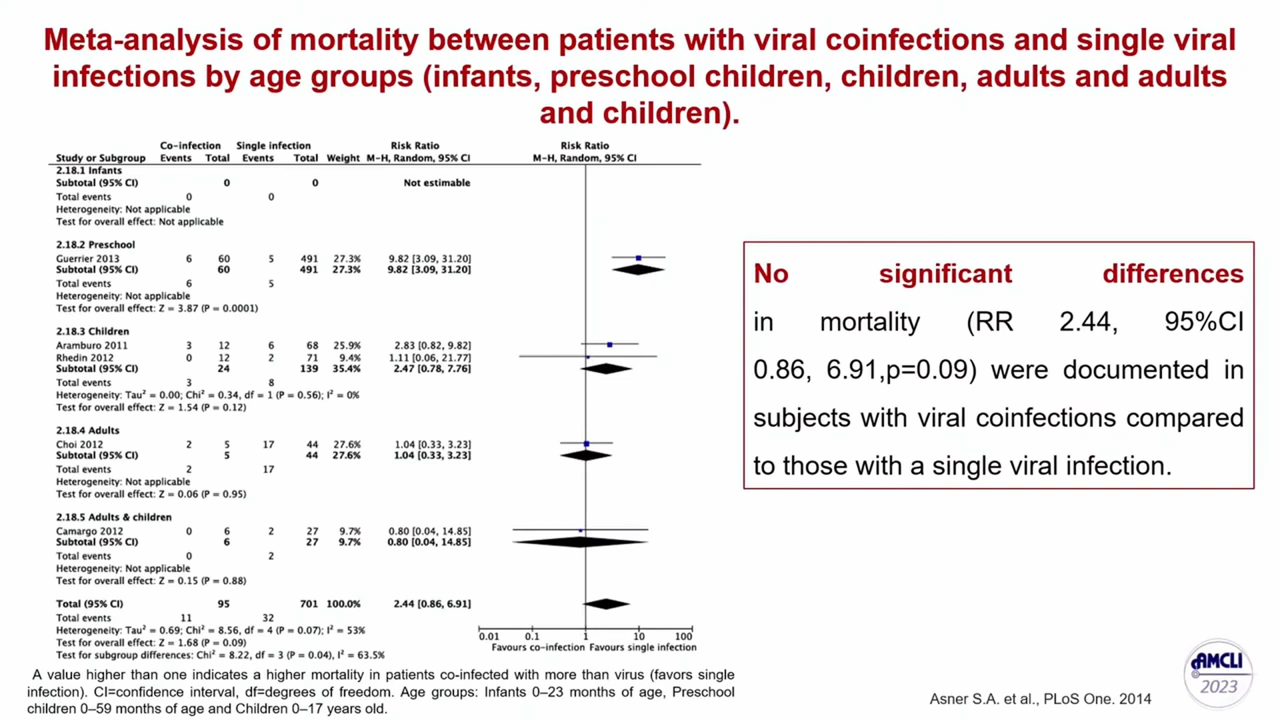 Meta-analysis of mortality between patients with viral coinfections and single viral
infections by age groups (infants, preschool children, children, adults and adults
and children).
Co-infection Single infection Risk Ratio Risk Ratio
Study or Subgroup Events Total Events Total Weight M-H, Random, 95% CI M-H, Random, 95% CI
2.18.1 Infants
Subtotal (95% CI) 0 0 Not estimable
Total events 0 0
Heterogeneity: Not applicable
Test for overall effect: Not applicable
2.18.2 Preschool
Guerrier 2013 6 60 5 491 27.3% 9.82 [3.09, 31.20]
Subtotal (95% CI) 60 491 27.3% 9.82 [3.09, 31.20]
Total events 6 5
Heterogeneity: Not applicable
Test for overall effect: Z = 3.87 (P = 0.0001)
2.18.3 Children
Aramburo 2011 3 12 6 68 25.9% 2.83 [0.82, 9.82]
Rhedin 2012 0 12 2 71 9.4% 1.11 [0.06, 21.77]
Subtotal (95% CI) 24 139 35.4% 2.47 [0.78, 7.76]
Total events 3 8
Heterogeneity: Tau² = 0.00; Chi² = 0.34, df = 1 (P = 0.56); I² = 0%
Test for overall effect: Z = 1.54 (P = 0.12)
2.18.4 Adults
Choi 2012 2 5 17 44 27.6% 1.04 [0.33, 3.23]
Subtotal (95% CI) 5 44 27.6% 1.04 [0.33, 3.23]
Total events 2 17
Heterogeneity: Not applicable
Test for overall effect: Z = 0.06 (P = 0.95)
2.18.5 Adults & children
Camargo 2012 0 6 2 27 9.7% 0.80 [0.04, 14.85]
Subtotal (95% CI) 6 27 9.7% 0.80 [0.04, 14.85]
Total events 0 2
Heterogeneity: Not applicable
Test for overall effect: Z = 0.15 (P = 0.88)
Total (95% CI) 95 701 100.0% 2.44 [0.86, 6.91]
Total events 11 32
Heterogeneity: Tau² = 0.69; Chi² = 8.56, df = 4 (P = 0.07); I² = 53%
Test for overall effect: Z = 1.68 (P = 0.09)
Test for subgroup differences: Chi² = 8.22, df = 3 (P = 0.04), I² = 63.5%
0.01 0.1 1 10 100
Favours co-infection Favours single infection
A value higher than one indicates a higher mortality in patients co-infected with more than virus (favors single
infection). CI=confidence interval, df=degrees of freedom. Age groups: Infants 0–23 months of age, Preschool
children 0–59 months of age and Children 0–17 years old.
No significant differences
in mortality (RR 2.44, 95%CI
0.86, 6.91,p=0.09) were documented in
subjects with viral coinfections compared
to those with a single viral infection.
Asner S.A. et al., PLoS One. 2014
AMCLI
2023